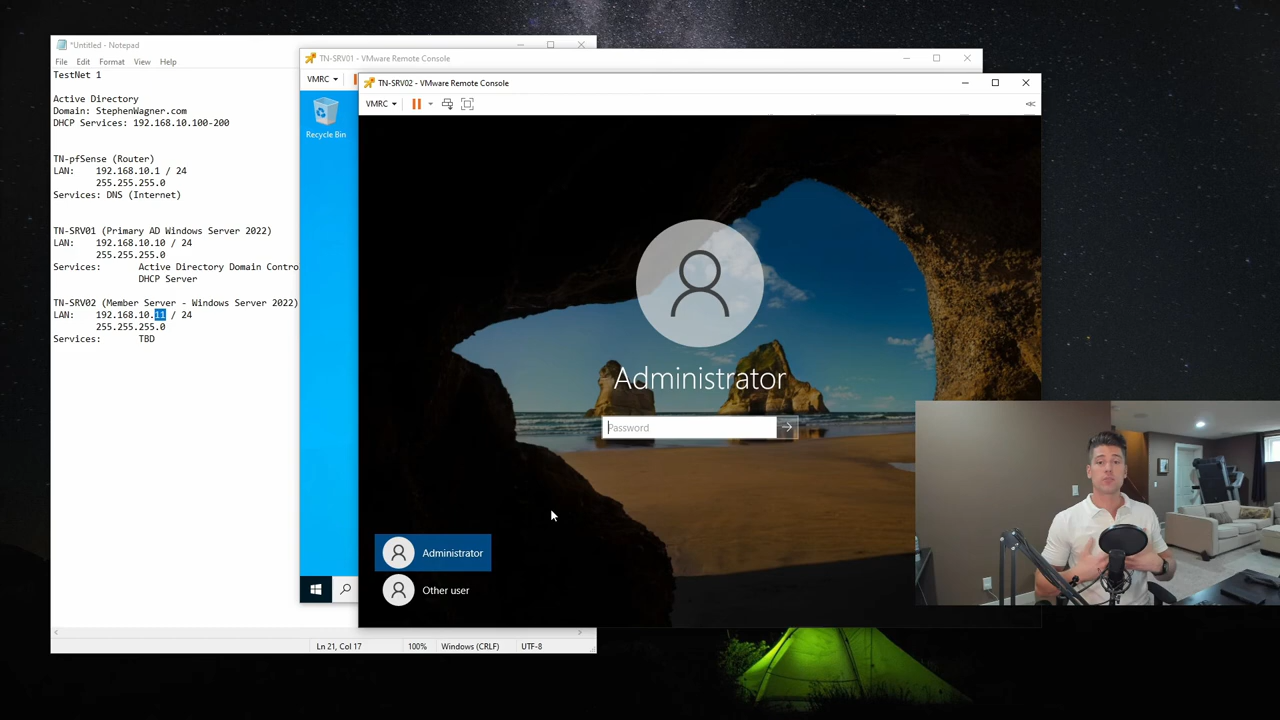 *Untitled - Notepad
File Edit Format View Help
TestNet 1
Active Directory
Domain: StephenWagner.com
DHCP Services: 192.168.10.100-200
TN-pfSense (Router)
LAN: 192.168.10.1 / 24
255.255.255.0
Services: DNS (Internet)
TN-SRV01 (Primary AD Windows Server 2022)
LAN: 192.168.10.10 / 24
255.255.255.0
Services: Active Directory Domain Contro
DHCP Server
TN-SRV02 (Member Server - Windows Server 2022)
LAN: 192.168.10.11 / 24
255.255.255.0
Services: TBD
Ln 21, Col 17 100% Windows (CRLF) UTF-8
TN-SRV01 - VMware Remote Console
VMRC
Recycle Bin
TN-SRV02 - VMware Remote Console
VMRC
Administrator
Password
Administrator
Other user